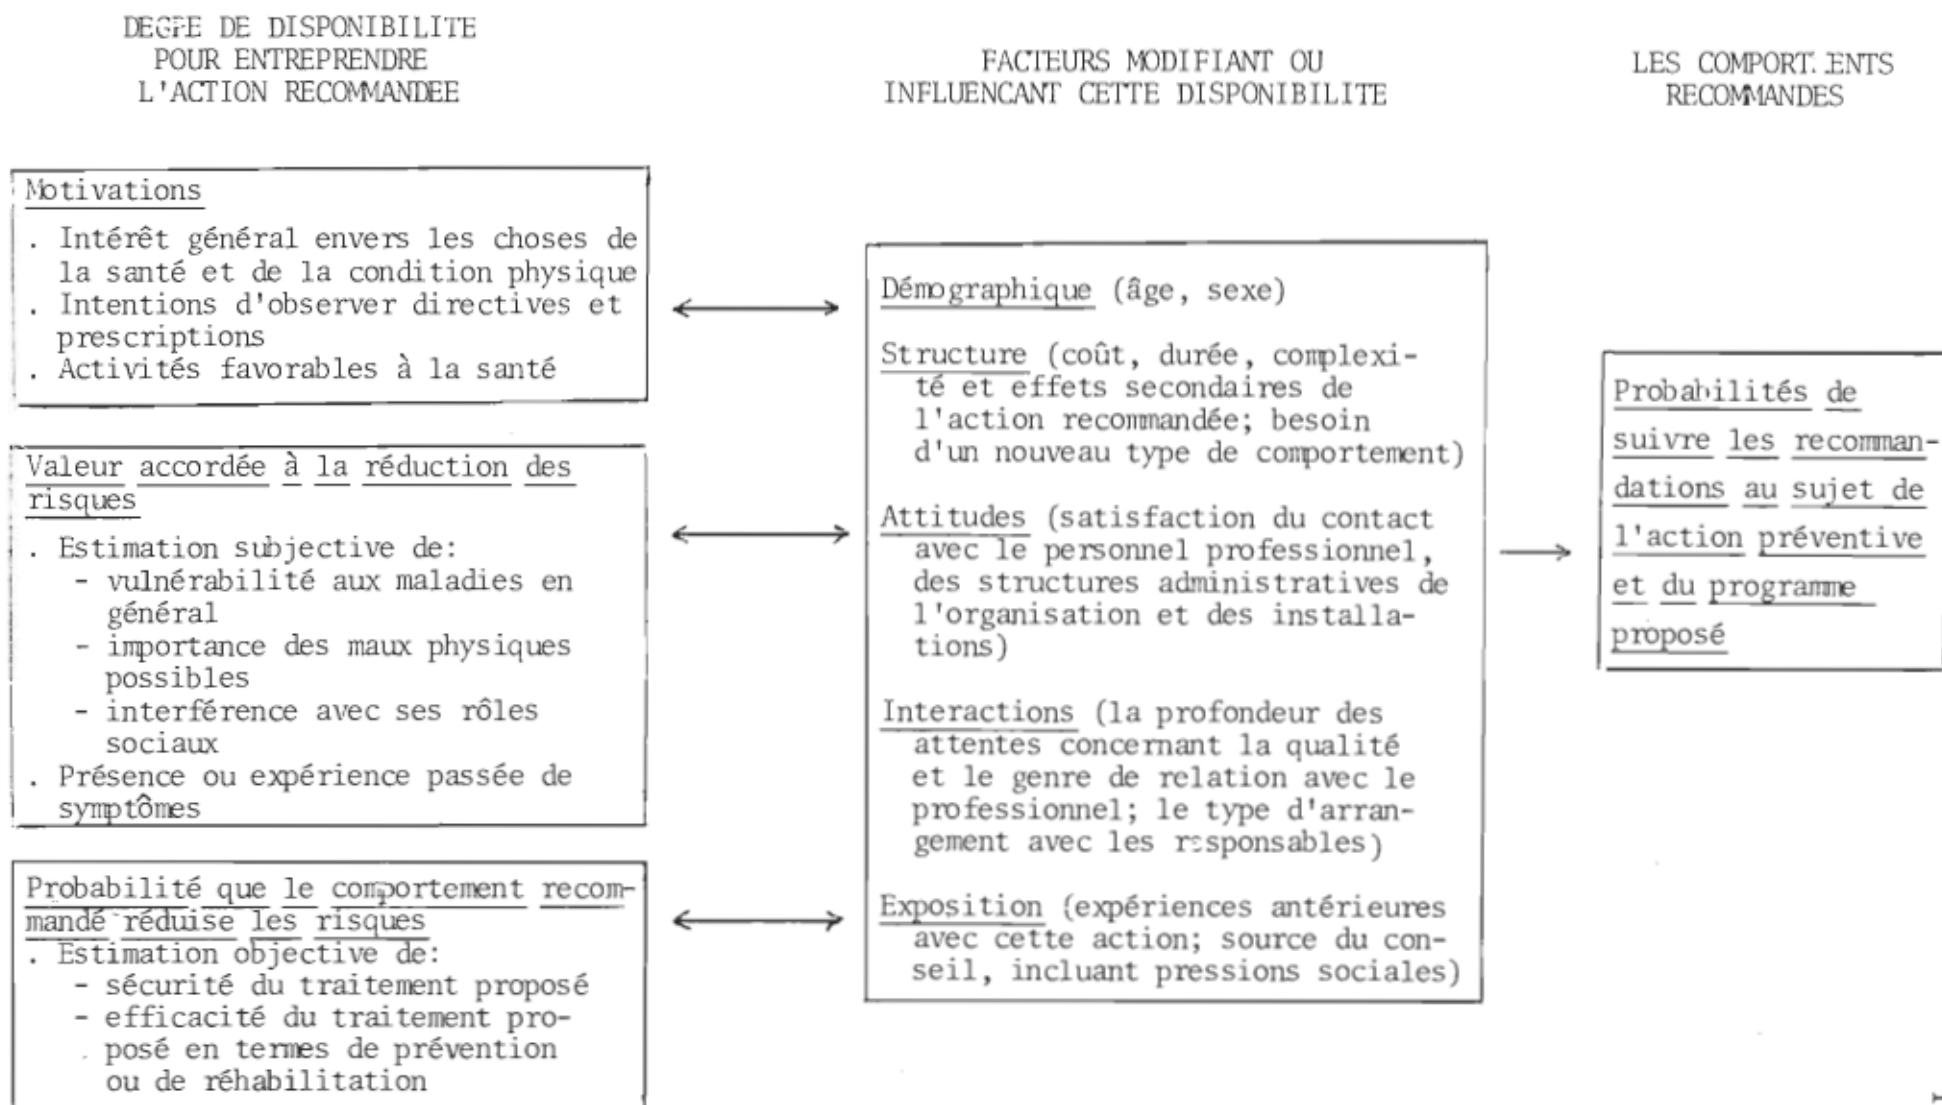 DEGRE DE DISPONIBILITE
POUR ENTREPRENDRE
L'ACTION RECOMMANDEE
FACTEURS MODIFIANT OU
INFLUENCANT CETTE DISPONIBILITE
LES COMPORT. ENTS
RECOMMANDES
Motivations
. Intérêt général envers les choses de
la santé et de la condition physique
. Intentions d'observer directives et
prescriptions
. Activités favorables à la santé
Valeur accordée à la réduction des
risques
. Estimation subjective de:
- vulnérabilité aux maladies en
général
- importance des maux physiques
possibles
- interférence avec ses rôles
sociaux
. Présence ou expérience passée de
symptômes
Probabilité que le comportement recom-
mandé réduise les risques
. Estimation objective de:
- sécurité du traitement proposé
- efficacité du traitement pro-
posé en termes de prévention
ou de réhabilitation
Démographique (âge, sexe)
Structure (coût, durée, complexi-
té et effets secondaires de
l'action recommandée; besoin
d'un nouveau type de comportement)
Attitudes (satisfaction du contact
avec le personnel professionnel,
des structures administratives de
l'organisation et des installa-
tions)
Interactions (la profondeur des
attentes concernant la qualité
et le genre de relation avec le
professionnel; le type d'arran-
gement avec les responsables)
Exposition (expériences antérieures
avec cette action; source du con-
seil, incluant pressions sociales)
Probabilités de
suivre les recomman-
dations au sujet de
l'action préventive
et du programme
proposé